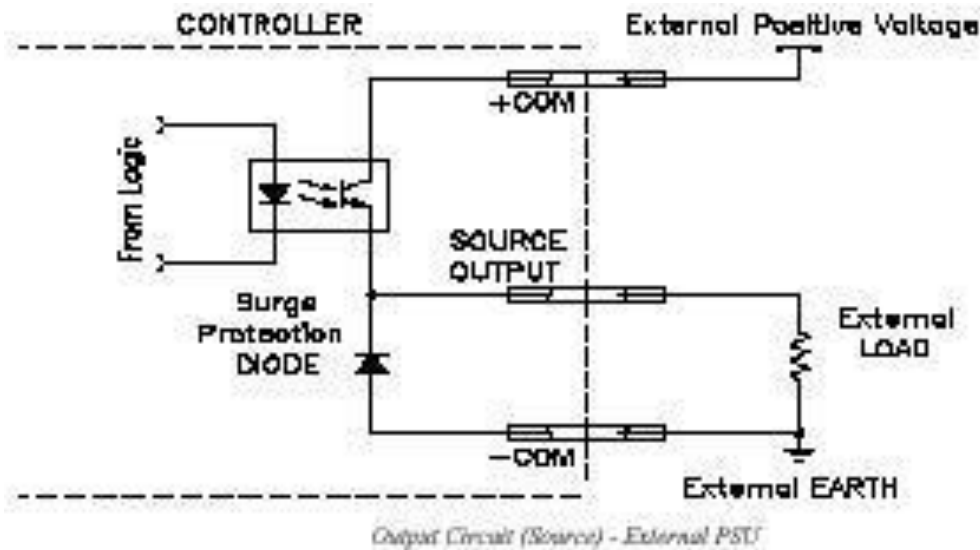 CONTROLLER
External Positive Voltage
+COM
From Logic
SOURCE
OUTPUT
Surge
Protection
DIODE
External
LOAD
-COM
External EARTH
Output Circuit (Source) - External PSU